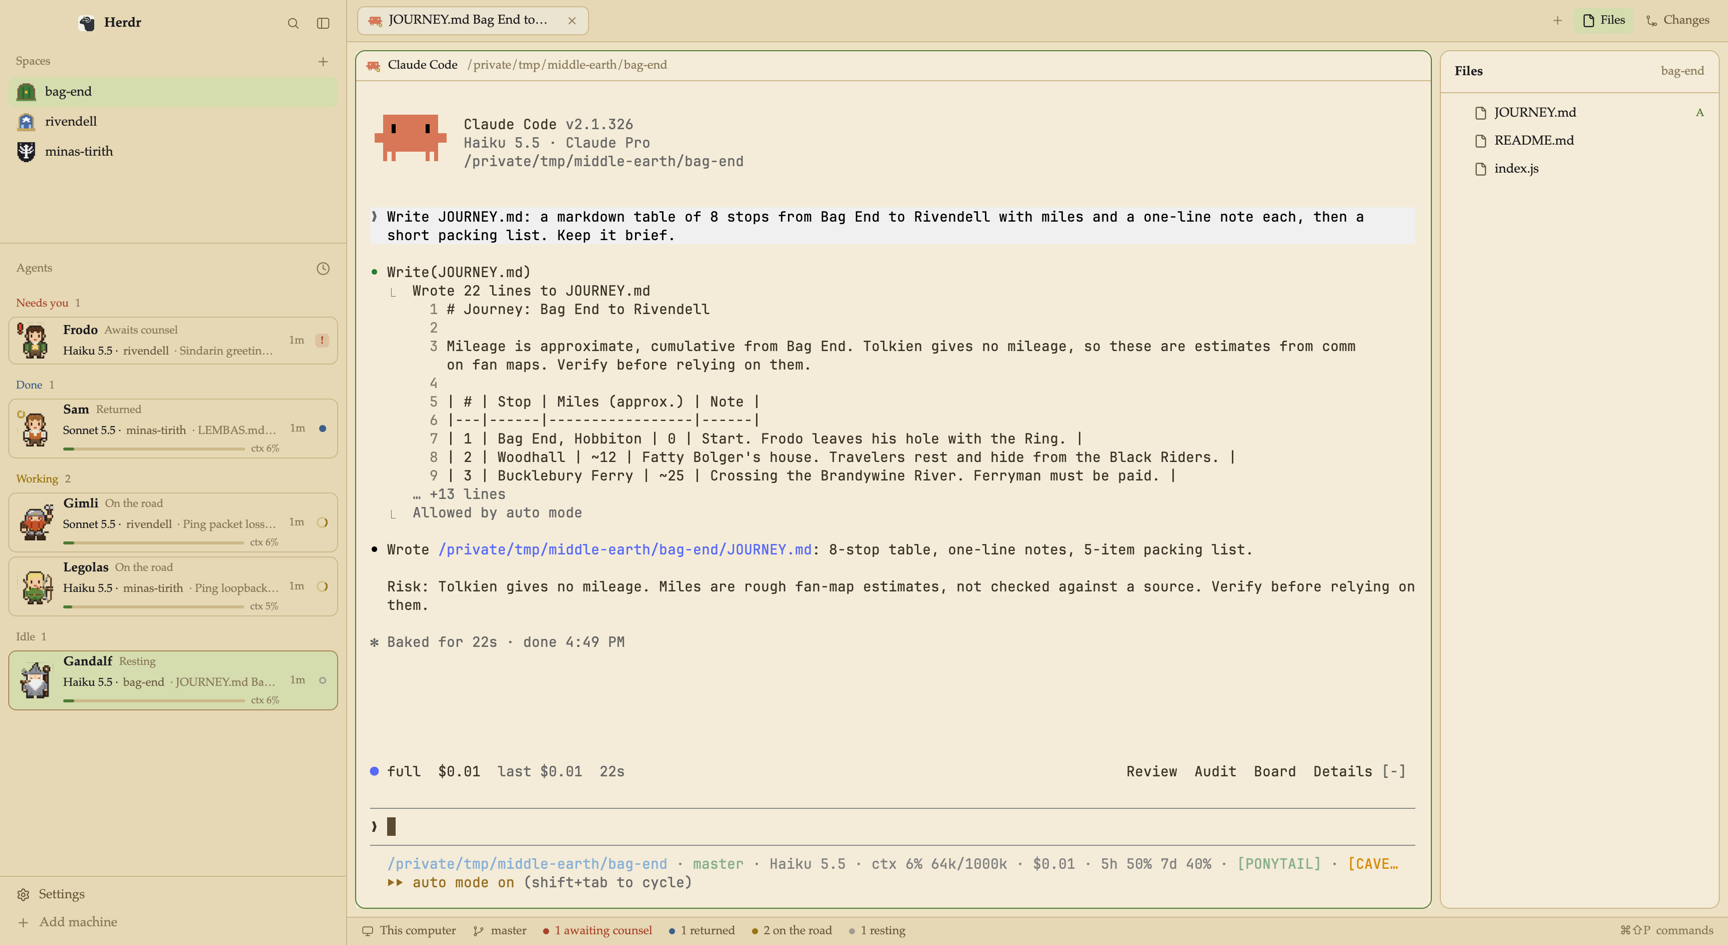 Herdr
Spaces
bag-end
rivendell
minas-tirith
Agents
Needs you 1
Frodo Awaits counsel
Haiku 5.5 · rivendell · Sindarin greetin…
1m !
Done 1
Sam Returned
Sonnet 5.5 · minas-tirith · LEMBAS.md…
1m
ctx 6%
Working 2
Gimli On the road
Sonnet 5.5 · rivendell · Ping packet loss…
1m
ctx 6%
Legolas On the road
Haiku 5.5 · minas-tirith · Ping loopback…
1m
ctx 5%
Idle 1
Gandalf Resting
Haiku 5.5 · bag-end · JOURNEY.md Ba…
1m
ctx 6%
Settings
+ Add machine
JOURNEY.md Bag End to… ×
+ Files Changes
Claude Code /private/tmp/middle-earth/bag-end
Claude Code v2.1.326
Haiku 5.5 · Claude Pro
/private/tmp/middle-earth/bag-end
❯ Write JOURNEY.md: a markdown table of 8 stops from Bag End to Rivendell with miles and a one-line note each, then a
short packing list. Keep it brief.
● Write(JOURNEY.md)
⎿ Wrote 22 lines to JOURNEY.md
1 # Journey: Bag End to Rivendell
2
3 Mileage is approximate, cumulative from Bag End. Tolkien gives no mileage, so these are estimates from comm
on fan maps. Verify before relying on them.
4
5 | # | Stop | Miles (approx.) | Note |
6 |---|------|-----------------|------|
7 | 1 | Bag End, Hobbiton | 0 | Start. Frodo leaves his hole with the Ring. |
8 | 2 | Woodhall | ~12 | Fatty Bolger's house. Travelers rest and hide from the Black Riders. |
9 | 3 | Bucklebury Ferry | ~25 | Crossing the Brandywine River. Ferryman must be paid. |
… +13 lines
⎿ Allowed by auto mode
● Wrote /private/tmp/middle-earth/bag-end/JOURNEY.md: 8-stop table, one-line notes, 5-item packing list.
Risk: Tolkien gives no mileage. Miles are rough fan-map estimates, not checked against a source. Verify before relying on
them.
✻ Baked for 22s · done 4:49 PM
● full $0.01 last $0.01 22s
Review Audit Board Details [-]
❯
/private/tmp/middle-earth/bag-end · master · Haiku 5.5 · ctx 6% 64k/1000k · $0.01 · 5h 50% 7d 40% · [PONYTAIL] · [CAVE…
⏵⏵ auto mode on (shift+tab to cycle)
Files bag-end
JOURNEY.md A
README.md
index.js
This computer master 1 awaiting counsel 1 returned 2 on the road 1 resting
⌘⇧P commands